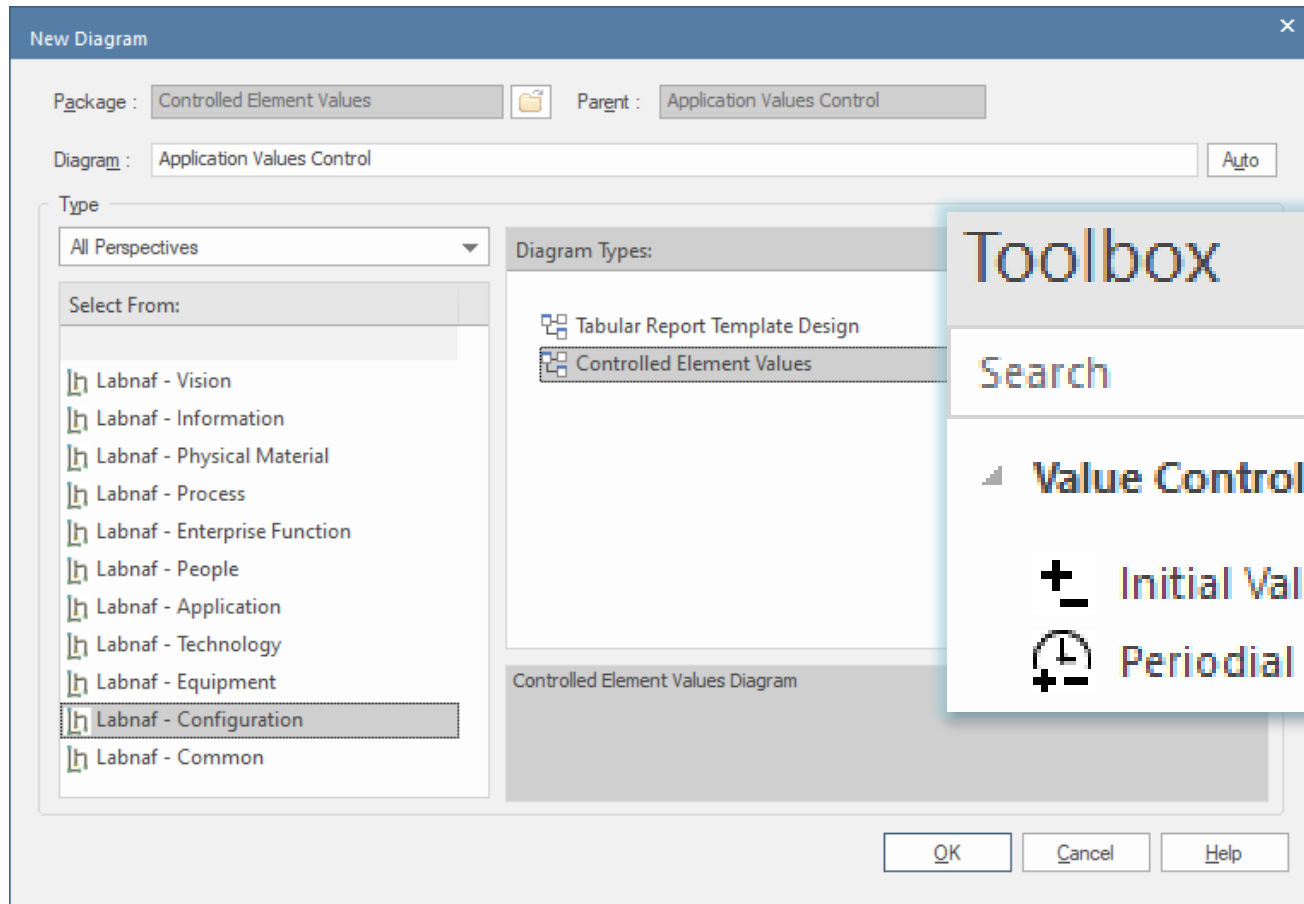 New Diagram
Package : Controlled Element Values Parent : Application Values Control
Diagram : Application Values Control Auto
Type
All Perspectives
Select From:
Labnaf - Vision
Labnaf - Information
Labnaf - Physical Material
Labnaf - Process
Labnaf - Enterprise Function
Labnaf - People
Labnaf - Application
Labnaf - Technology
Labnaf - Equipment
Labnaf - Configuration
Labnaf - Common
Diagram Types:
Tabular Report Template Design
Controlled Element Values
Controlled Element Values Diagram
Toolbox
Search
Value Control
Initial Val
Periodial
OK Cancel Help